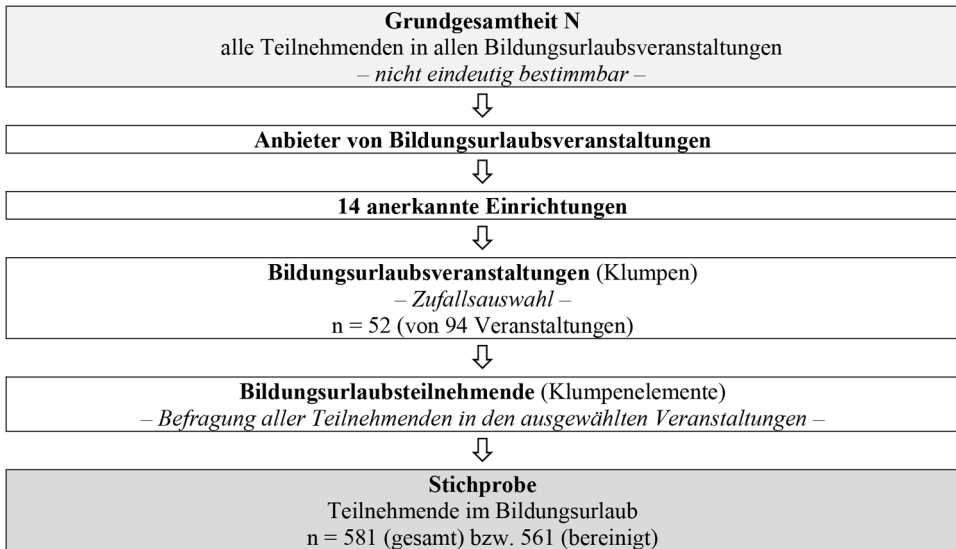 Grundgesamtheit N
alle Teilnehmenden in allen Bildungsurlaubsveranstaltungen
– nicht eindeutig bestimmbar –
Anbieter von Bildungsurlaubsveranstaltungen
14 anerkannte Einrichtungen
Bildungsurlaubsveranstaltungen (Klumpen)
– Zufallsauswahl –
n = 52 (von 94 Veranstaltungen)
Bildungsurlaubsteilnehmende (Klumpenelemente)
– Befragung aller Teilnehmenden in den ausgewählten Veranstaltungen –
Stichprobe
Teilnehmende im Bildungsurlaub
n = 581 (gesamt) bzw. 561 (bereinigt)